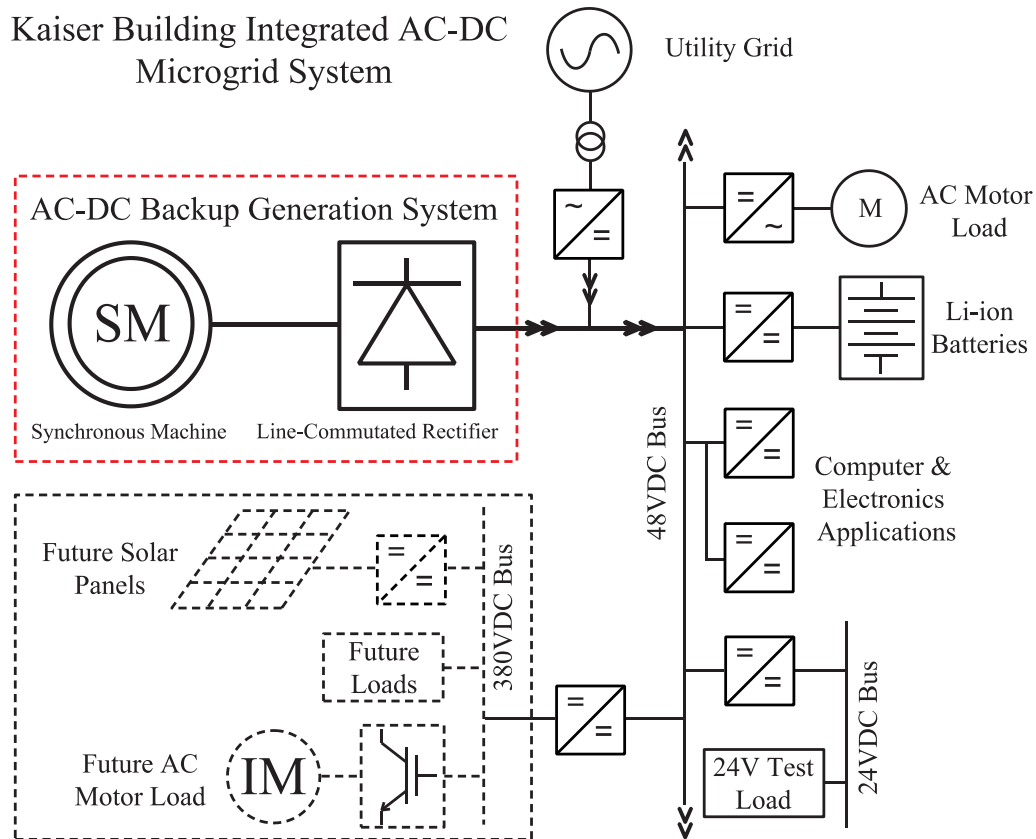 Kaiser Building Integrated AC-DC
Microgrid System
Utility Grid
AC-DC Backup Generation System
SM
Synchronous Machine
Line-Commutated Rectifier
M
AC Motor
Load
Li-ion
Batteries
48VDC Bus
Computer &
Electronics
Applications
Future Solar
Panels
380VDC Bus
Future
Loads
IM
Future AC
Motor Load
24V Test
Load
24VDC Bus